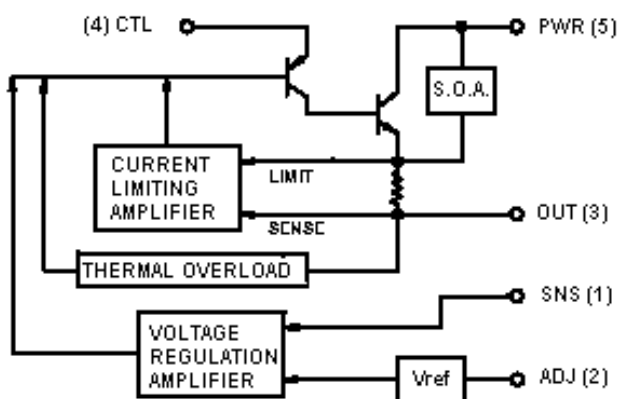 (4) CTL
PWR (5)
S.O.A.
CURRENT
LIMITING
AMPLIFIER
LIMIT
SENSE
OUT (3)
THERMAL OVERLOAD
SNS (1)
VOLTAGE
REGULATION
AMPLIFIER
Vref
ADJ (2)